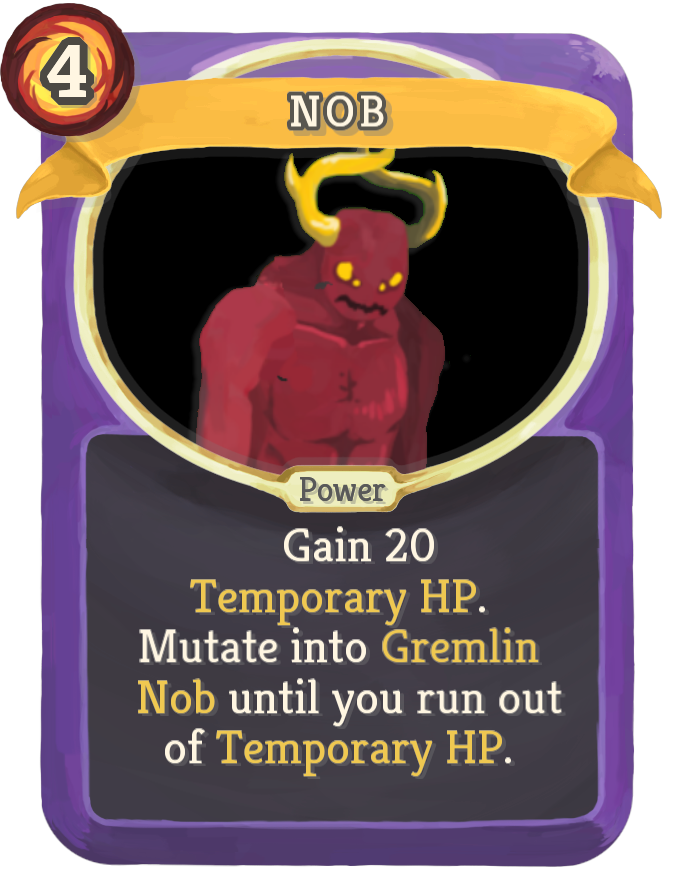 4
NOB
Power
Gain 20
Temporary HP.
Mutate into Gremlin
Nob until you run out
of Temporary HP.